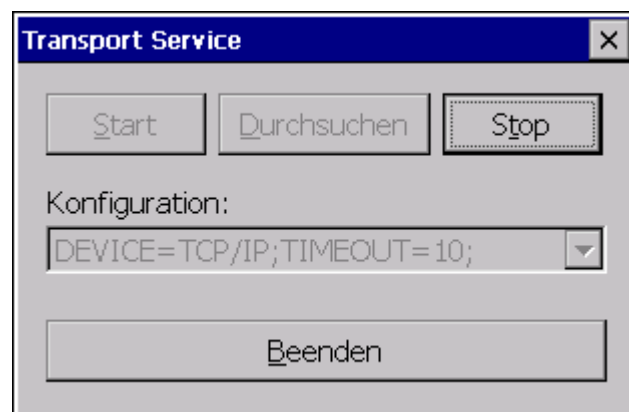 Transport Service
Start Durchsuchen Stop
Konfiguration:
DEVICE=TCP/IP;TIMEOUT=10;
Beenden